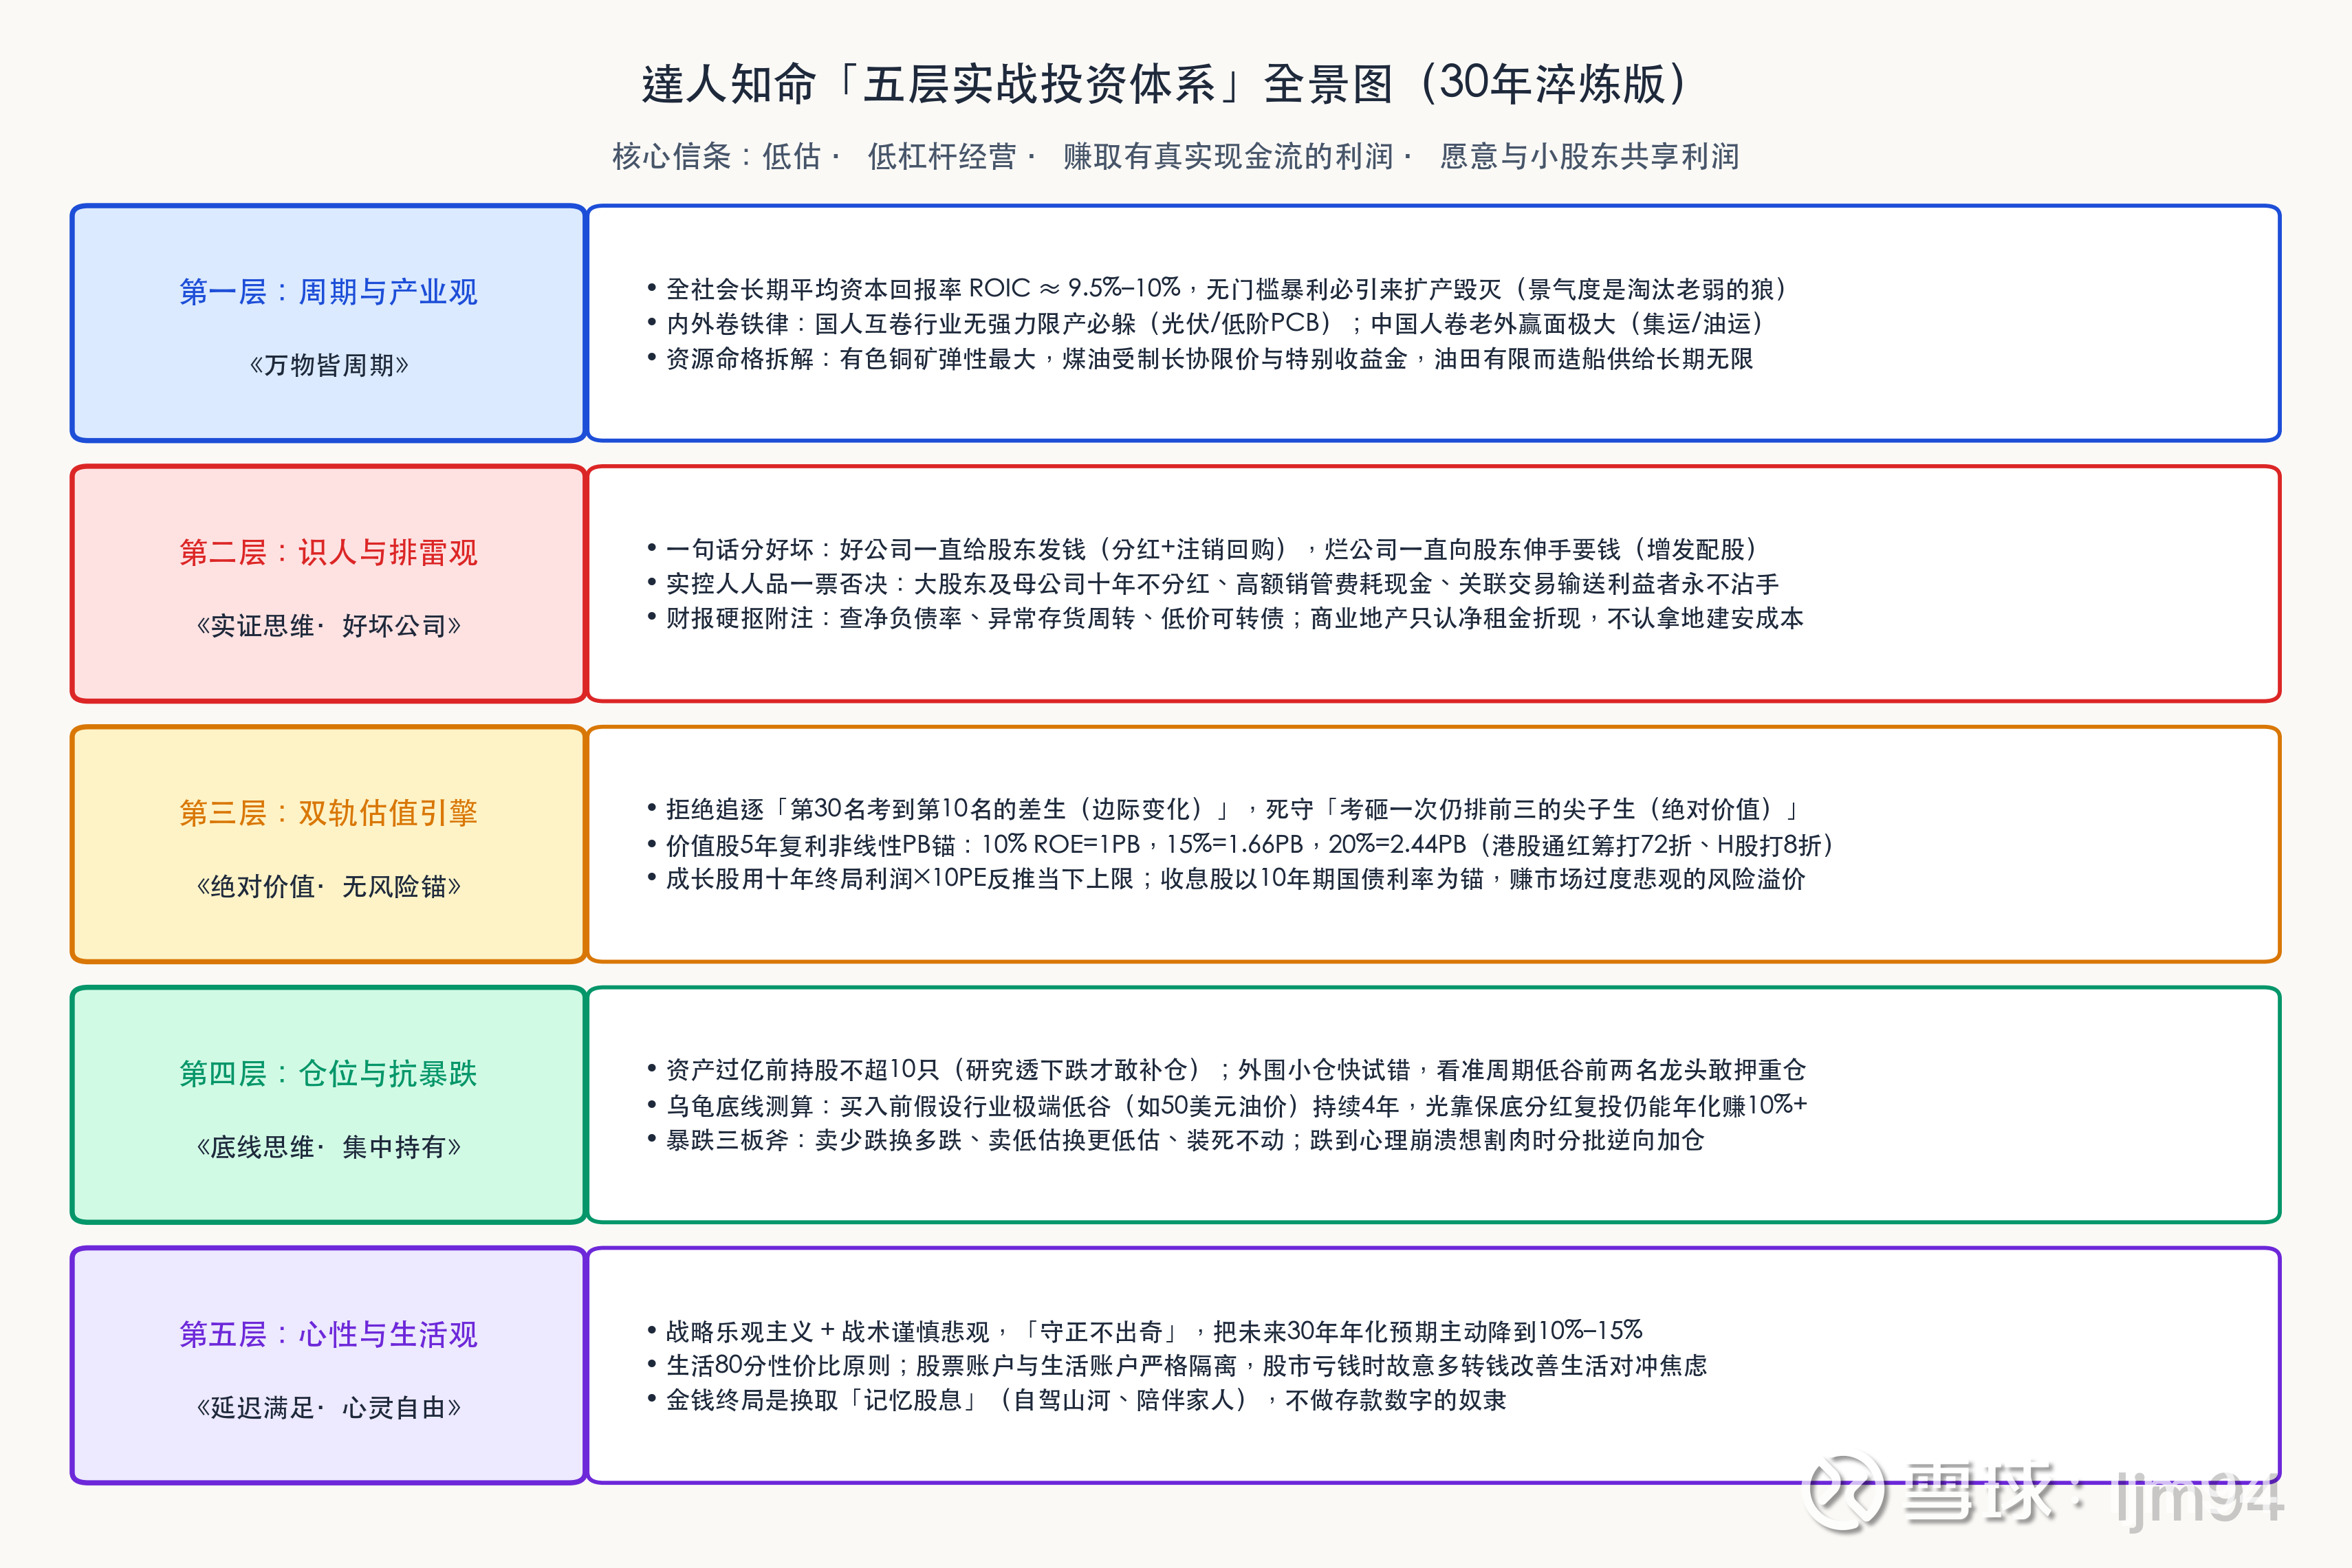 達人知命「五层实战投资体系」全景图（30年淬炼版）
核心信条：低估 · 低杠杆经营 · 赚取有真实现金流的利润 · 愿意与小股东共享利润
第一层：周期与产业观
《万物皆周期》
• 全社会长期平均资本回报率 ROIC ≈ 9.5%–10%，无门槛暴利必引来扩产毁灭（景气度是淘汰老弱的狼）
• 内外卷铁律：国人互卷行业无强力限产必躲（光伏/低阶PCB）；中国人卷老外赢面极大（集运/油运）
• 资源命格拆解：有色铜矿弹性最大，煤油受制长协限价与特别收益金，油田有限而造船供给长期无限
第二层：识人与排雷观
《实证思维· 好坏公司》
• 一句话分好坏：好公司一直给股东发钱（分红+注销回购），烂公司一直向股东伸手要钱（增发配股）
• 实控人人品一票否决：大股东及母公司十年不分红、高额销管费耗现金、关联交易输送利益者永不沾手
• 财报硬抠附注：查净负债率、异常存货周转、低价可转债；商业地产只认净租金折现，不认拿地建安成本
第三层：双轨估值引擎
《绝对价值· 无风险锚》
• 拒绝追逐「第30名考到第10名的差生（边际变化）」，死守「考砸一次仍排前三的尖子生（绝对价值）」
• 价值股5年复利非线性PB锚：10% ROE=1PB，15%=1.66PB，20%=2.44PB（港股通红筹打72折、H股打8折）
• 成长股用十年终局利润×10PE反推当下上限；收息股以10年期国债利率为锚，赚市场过度悲观的风险溢价
第四层：仓位与抗暴跌
《底线思维· 集中持有》
• 资产过亿前持股不超10只（研究透下跌才敢补仓）；外围小仓快试错，看准周期低谷前两名龙头敢押重仓
• 乌龟底线测算：买入前假设行业极端低谷（如50美元油价）持续4年，光靠保底分红复投仍能年化赚10%+
• 暴跌三板斧：卖少跌换多跌、卖低估换更低估、装死不动；跌到心理崩溃想割肉时分批逆向加仓
第五层：心性与生活观
《延迟满足· 心灵自由》
• 战略乐观主义 + 战术谨慎悲观，「守正不出奇」，把未来30年年化预期主动降到10%–15%
• 生活80分性价比原则；股票账户与生活账户严格隔离，股市亏钱时故意多转钱改善生活对冲焦虑
• 金钱终局是换取「记忆股息」（自驾山河、陪伴家人），不做存款数字的奴隶
雪球：ljm94